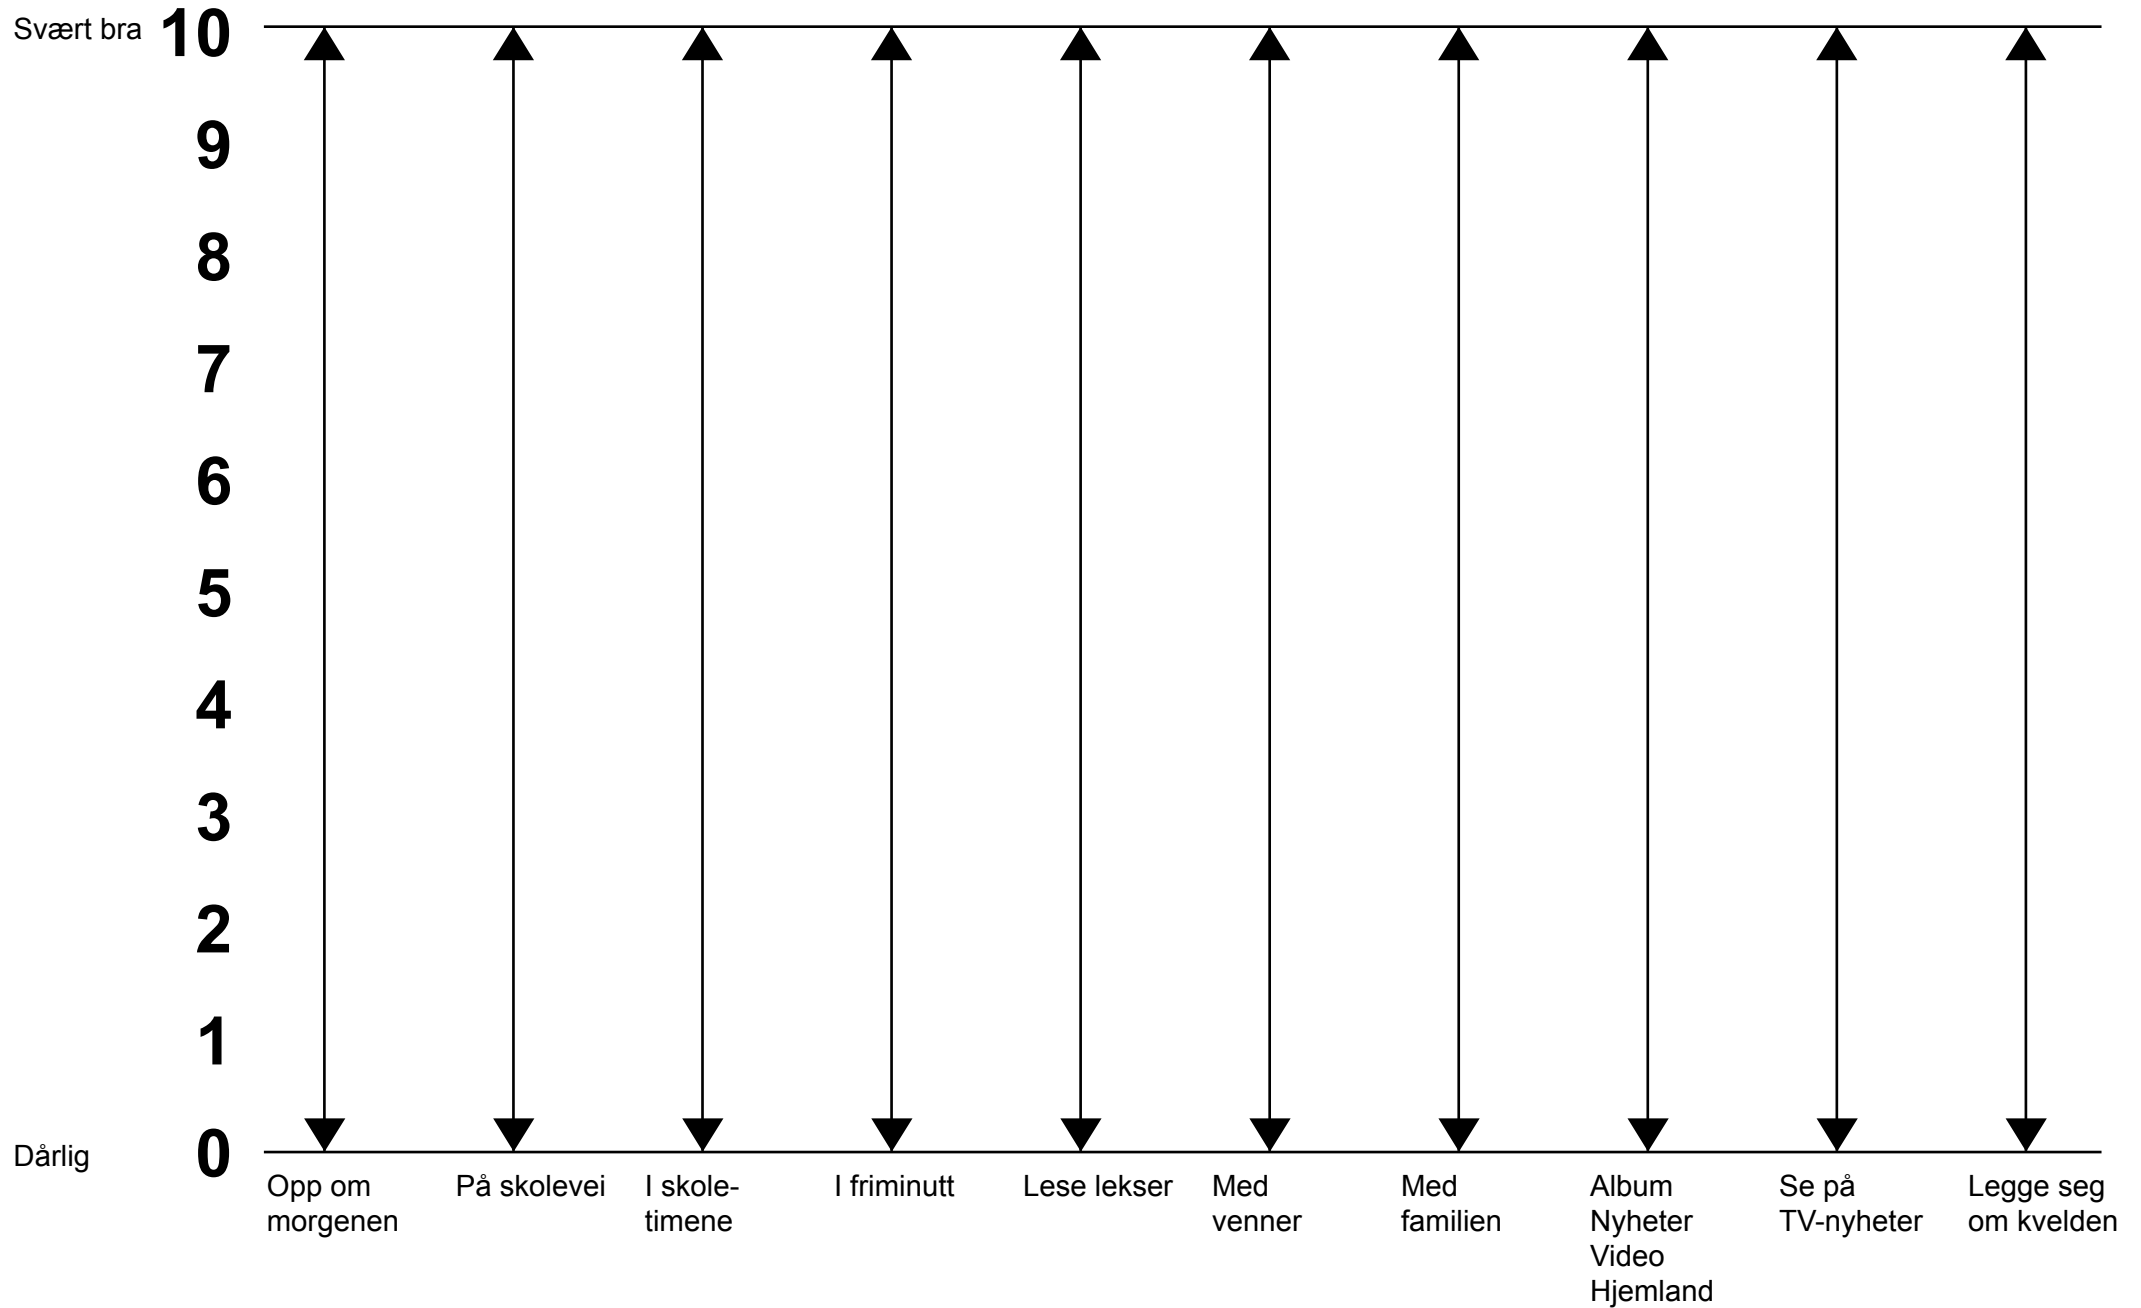 Svært bra 10
9
8
7
6
5
4
3
2
1
Dårlig 0
Opp om
morgenen
På skolevei
I skole-
timene
I friminutt
Lese lekser
Med
venner
Med
familien
Album
Nyheter
Video
Hjemland
Se på
TV-nyheter
Legge seg
om kvelden